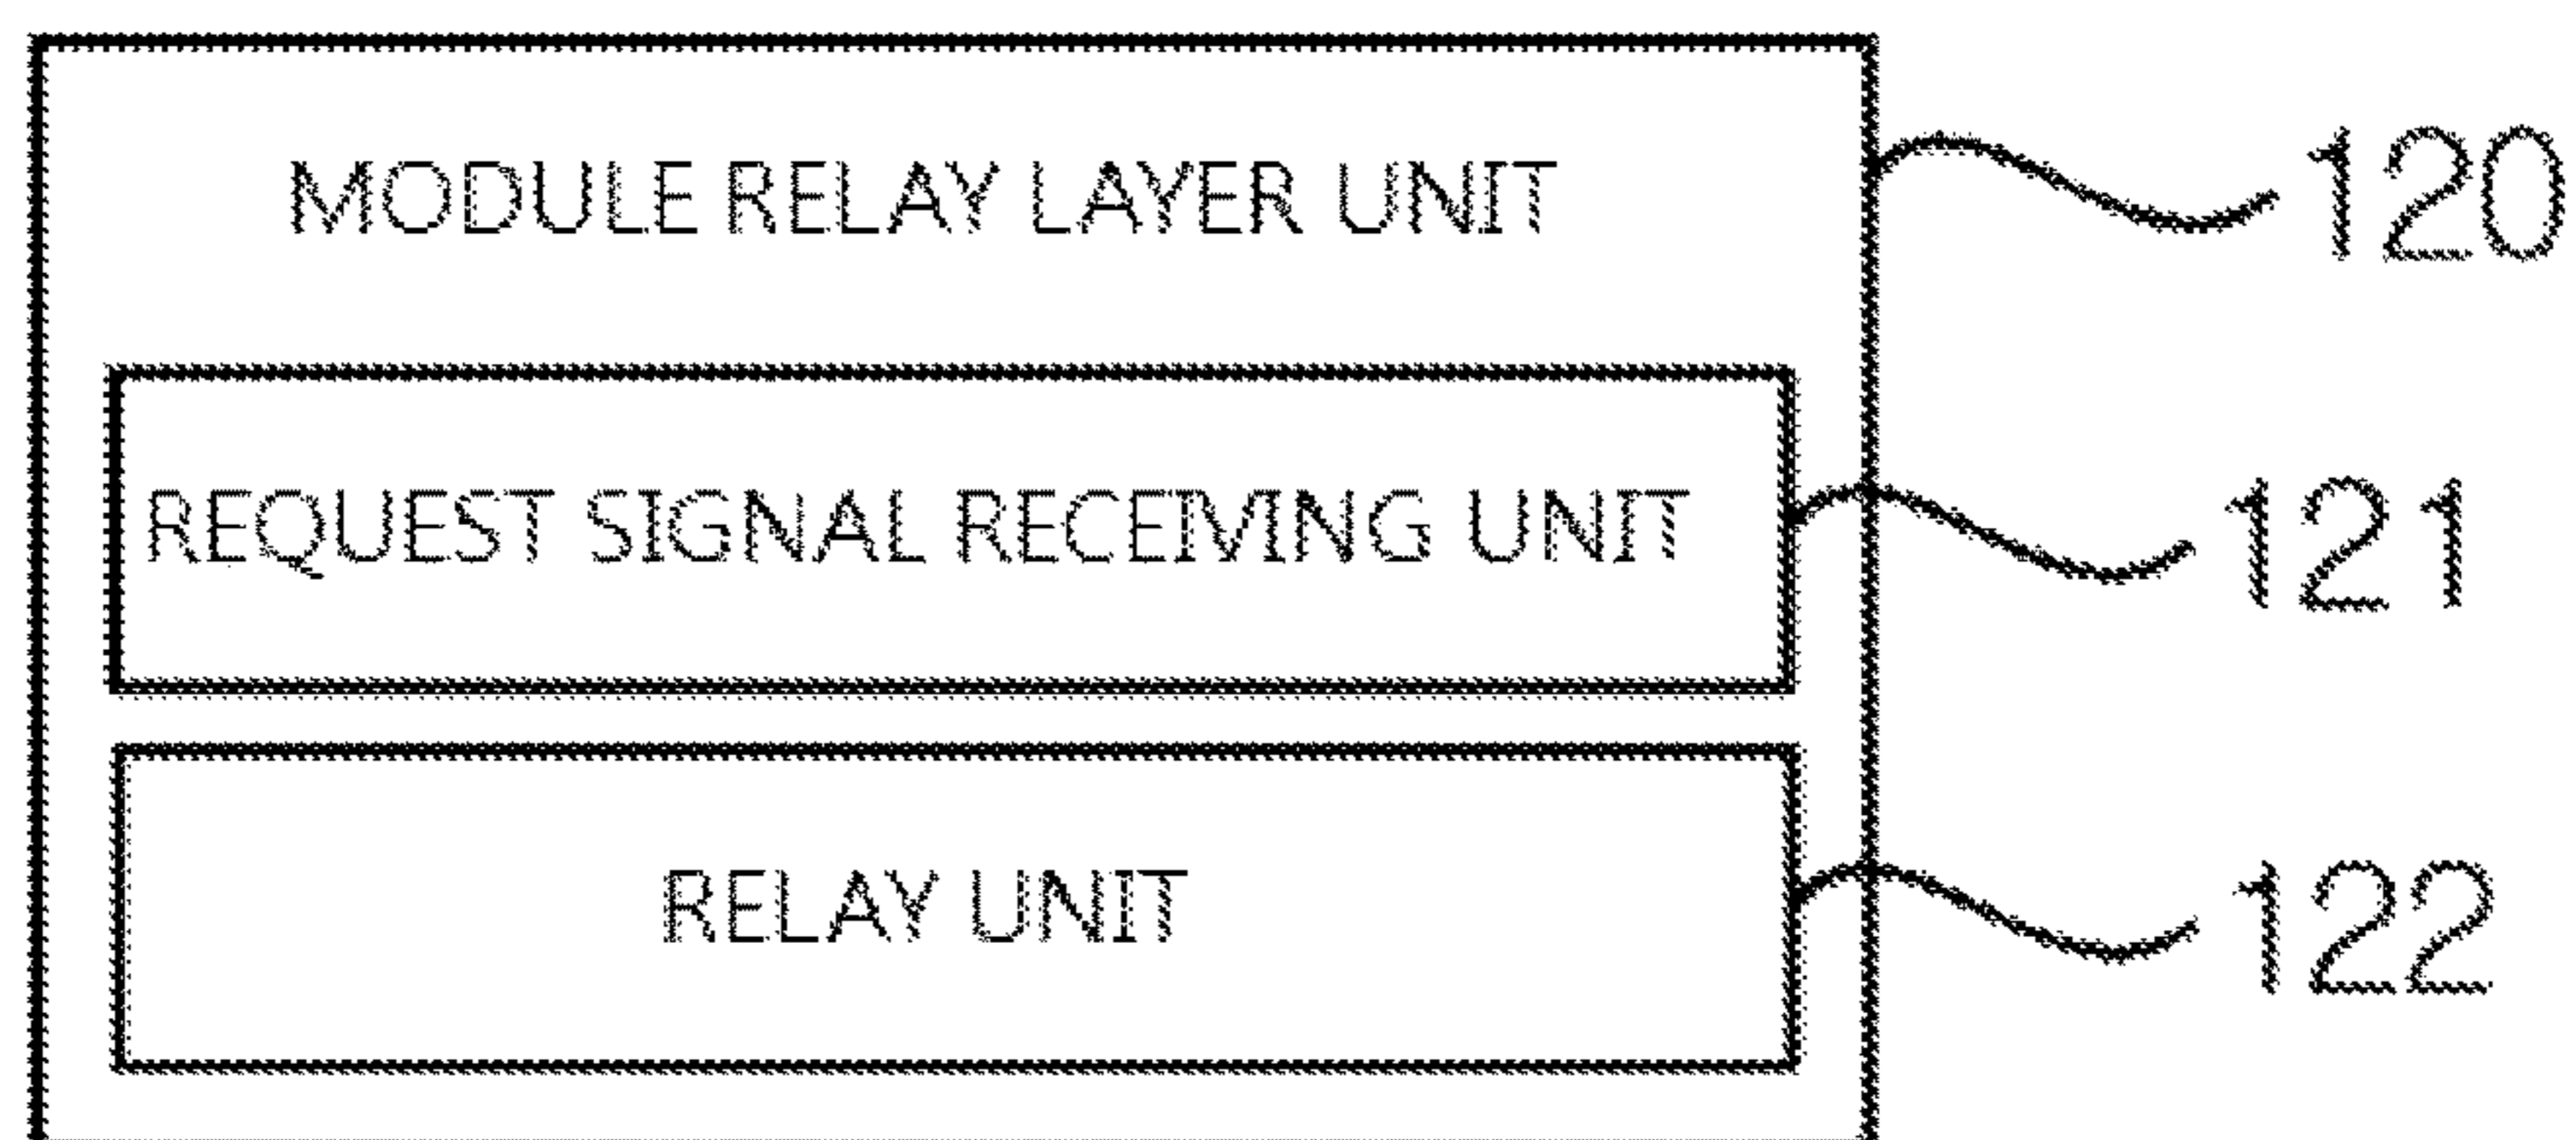 MODULE RELAY LAYER UNIT 120
REQUEST SIGNAL RECEIVING UNIT 121
RELAY UNIT 122